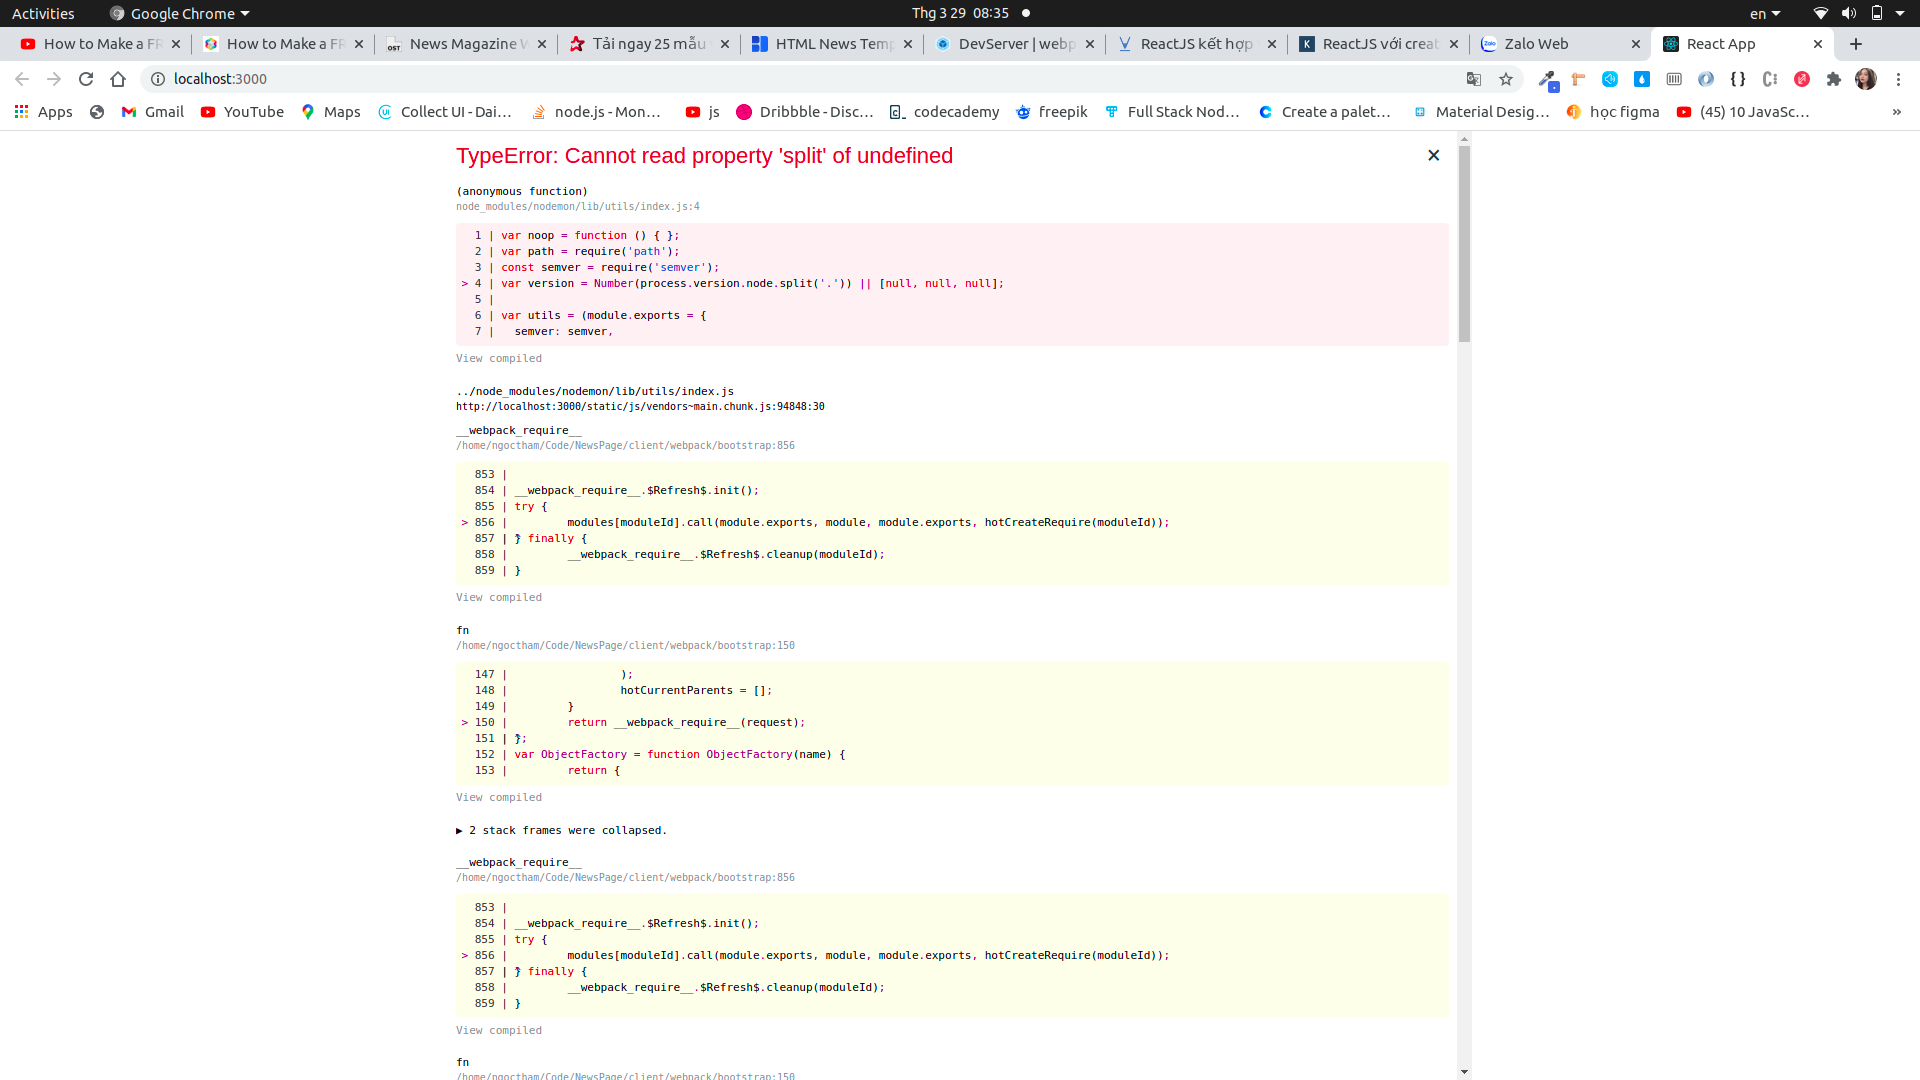 Activities
Google Chrome
Thg 3 29 08:35
en
How to Make a FR
How to Make a FR
News Magazine W
Tải ngay 25 mẫu
HTML News Temp
DevServer | webp
ReactJS kết hợp
ReactJS với creat
Zalo Web
React App
localhost:3000
Apps
Gmail
YouTube
Maps
Collect UI - Dai...
node.js - Mon...
js
Dribbble - Disc...
codecademy
freepik
Full Stack Nod...
Create a palet...
Material Desig...
học figma
(45) 10 JavaSc...
»
TypeError: Cannot read property 'split' of undefined
(anonymous function)
node_modules/nodemon/lib/utils/index.js:4
1 | var noop = function () { };
2 | var path = require('path');
3 | const semver = require('semver');
> 4 | var version = Number(process.version.node.split('.')) || [null, null, null];
5 |
6 | var utils = (module.exports = {
7 |   semver: semver,
View compiled
../node_modules/nodemon/lib/utils/index.js
http://localhost:3000/static/js/vendors~main.chunk.js:94848:30
__webpack_require__
/home/ngoctham/Code/NewsPage/client/webpack/bootstrap:856
853 |
854 | __webpack_require__.$Refresh$.init();
855 | try {
> 856 |         modules[moduleId].call(module.exports, module, module.exports, hotCreateRequire(moduleId));
857 | } finally {
858 |         __webpack_require__.$Refresh$.cleanup(moduleId);
859 | }
View compiled
fn
/home/ngoctham/Code/NewsPage/client/webpack/bootstrap:150
147 |                 );
148 |                 hotCurrentParents = [];
149 |         }
> 150 |         return __webpack_require__(request);
151 | };
152 | var ObjectFactory = function ObjectFactory(name) {
153 |         return {
View compiled
▶ 2 stack frames were collapsed.
__webpack_require__
/home/ngoctham/Code/NewsPage/client/webpack/bootstrap:856
853 |
854 | __webpack_require__.$Refresh$.init();
855 | try {
> 856 |         modules[moduleId].call(module.exports, module, module.exports, hotCreateRequire(moduleId));
857 | } finally {
858 |         __webpack_require__.$Refresh$.cleanup(moduleId);
859 | }
View compiled
fn
/home/ngoctham/Code/NewsPage/client/webpack/bootstrap:150